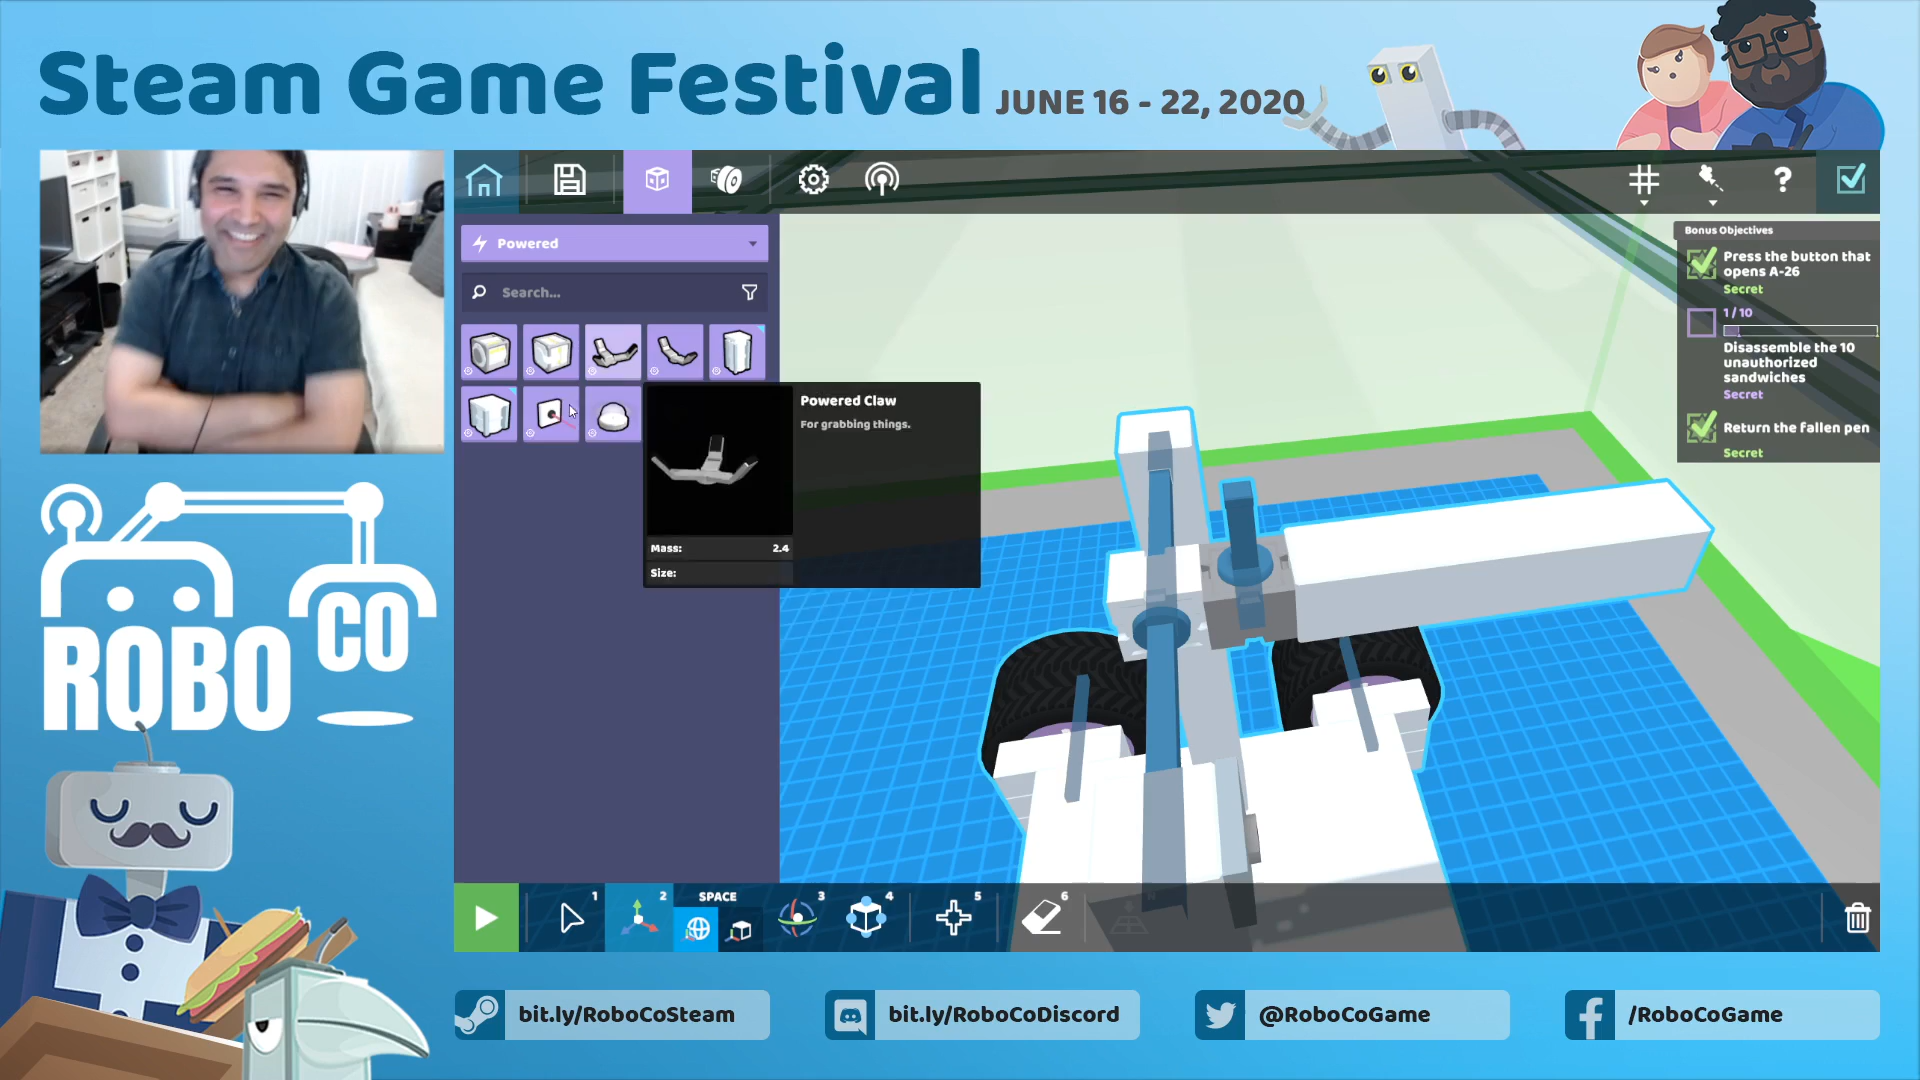 Steam Game Festival JUNE 16 - 22, 2020
Powered
Search...
Powered Claw
For grabbing things.
Mass: 2.4
Size:
Bonus Objectives
Press the button that
opens A-26
Secret
1 / 10
Disassemble the 10
unauthorized
sandwiches
Secret
Return the fallen pen
Secret
ROBO
CO
1
2
SPACE
3
4
5
6
bit.ly/RoboCoSteam
bit.ly/RoboCoDiscord
@RoboCoGame
/RoboCoGame